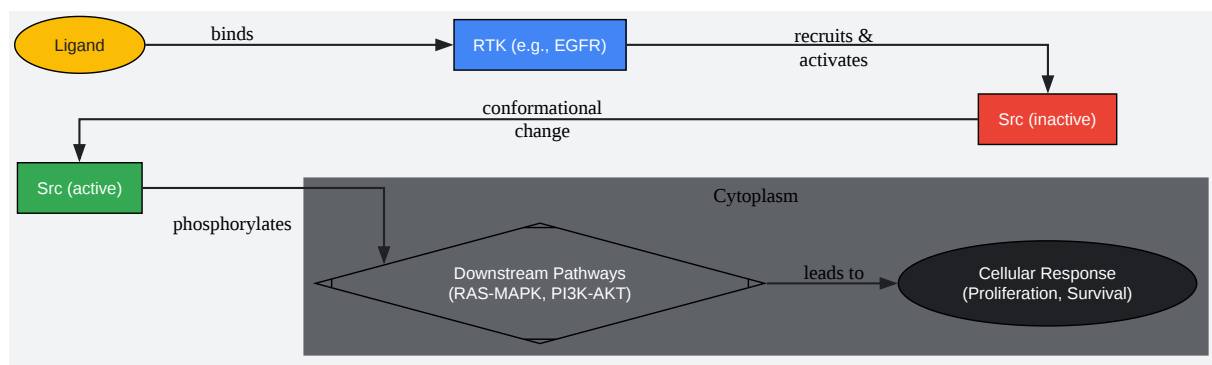 Ligand
binds
RTK (e.g., EGFR)
recruits &
activates
Src (inactive)
conformational
change
Src (active)
phosphorylates
Cytoplasm
Downstream Pathways
(RAS-MAPK, PI3K-AKT)
leads to
Cellular Response
(Proliferation, Survival)